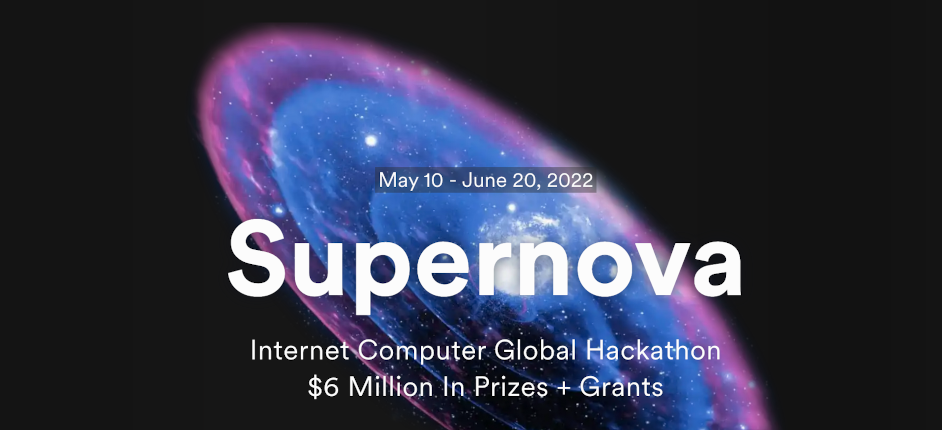 May 10 - June 20, 2022
Supernova
Internet Computer Global Hackathon
$6 Million In Prizes + Grants